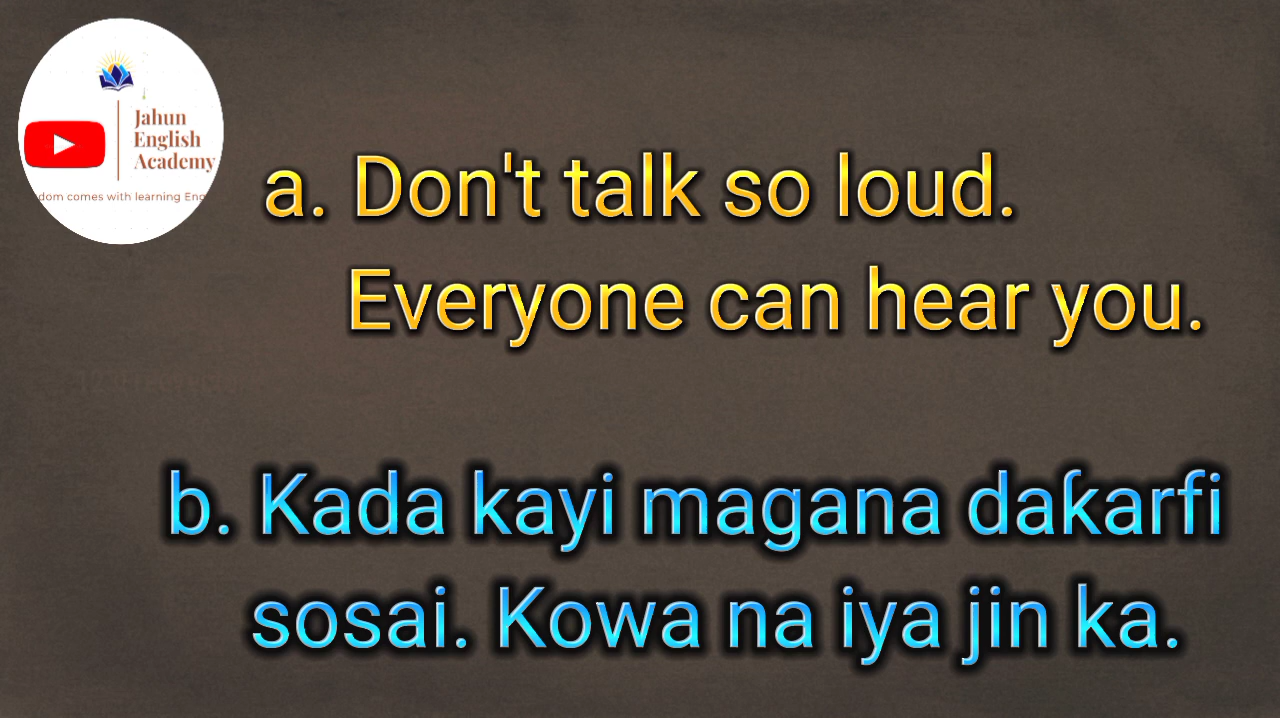 Jahun
English
Academy
dom comes with learning Eng
a. Don't talk so loud.
Everyone can hear you.
b. Kada kayi magana daƙarfi
sosai. Kowa na iya jin ka.